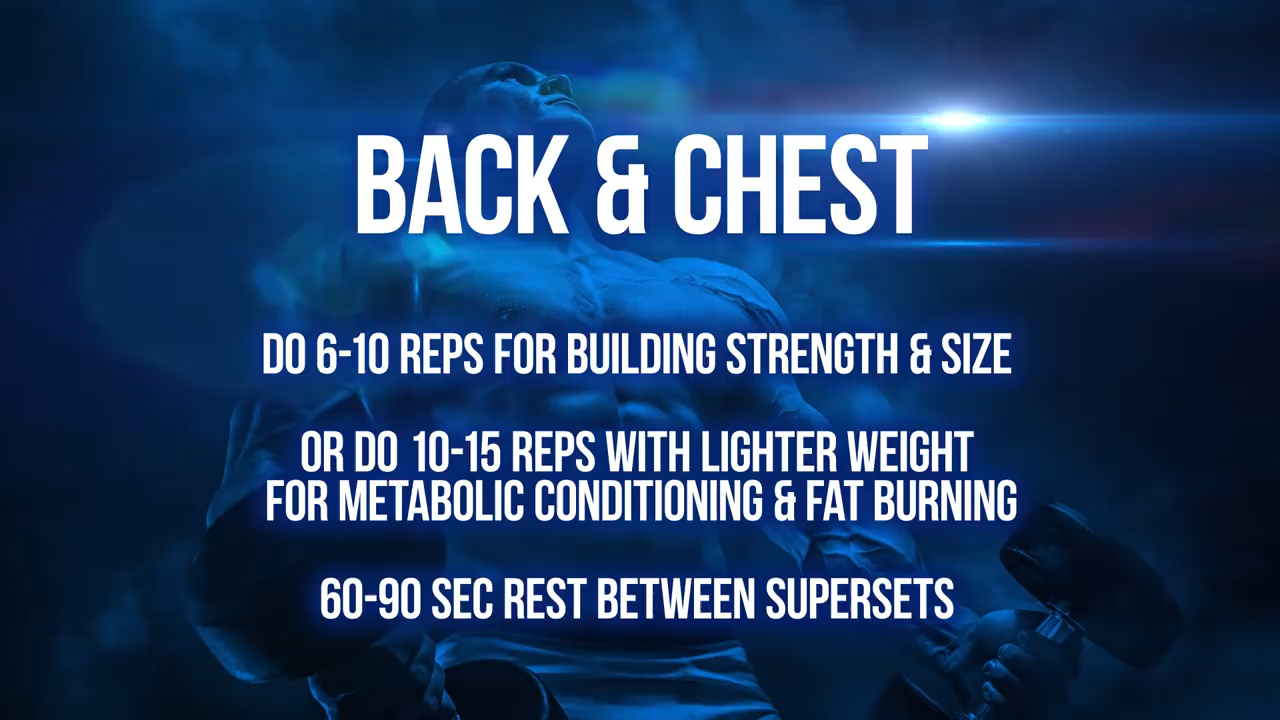 BACK & CHEST
DO 6-10 REPS FOR BUILDING STRENGTH & SIZE
OR DO 10-15 REPS WITH LIGHTER WEIGHT
FOR METABOLIC CONDITIONING & FAT BURNING
60-90 SEC REST BETWEEN SUPERSETS